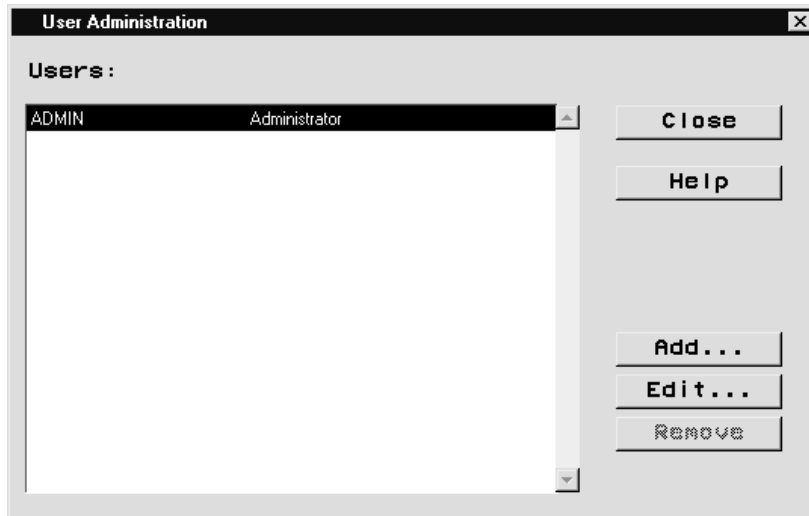 User Administration
Users:
ADMIN Administrator
Close
Help
Add...
Edit...
Remove